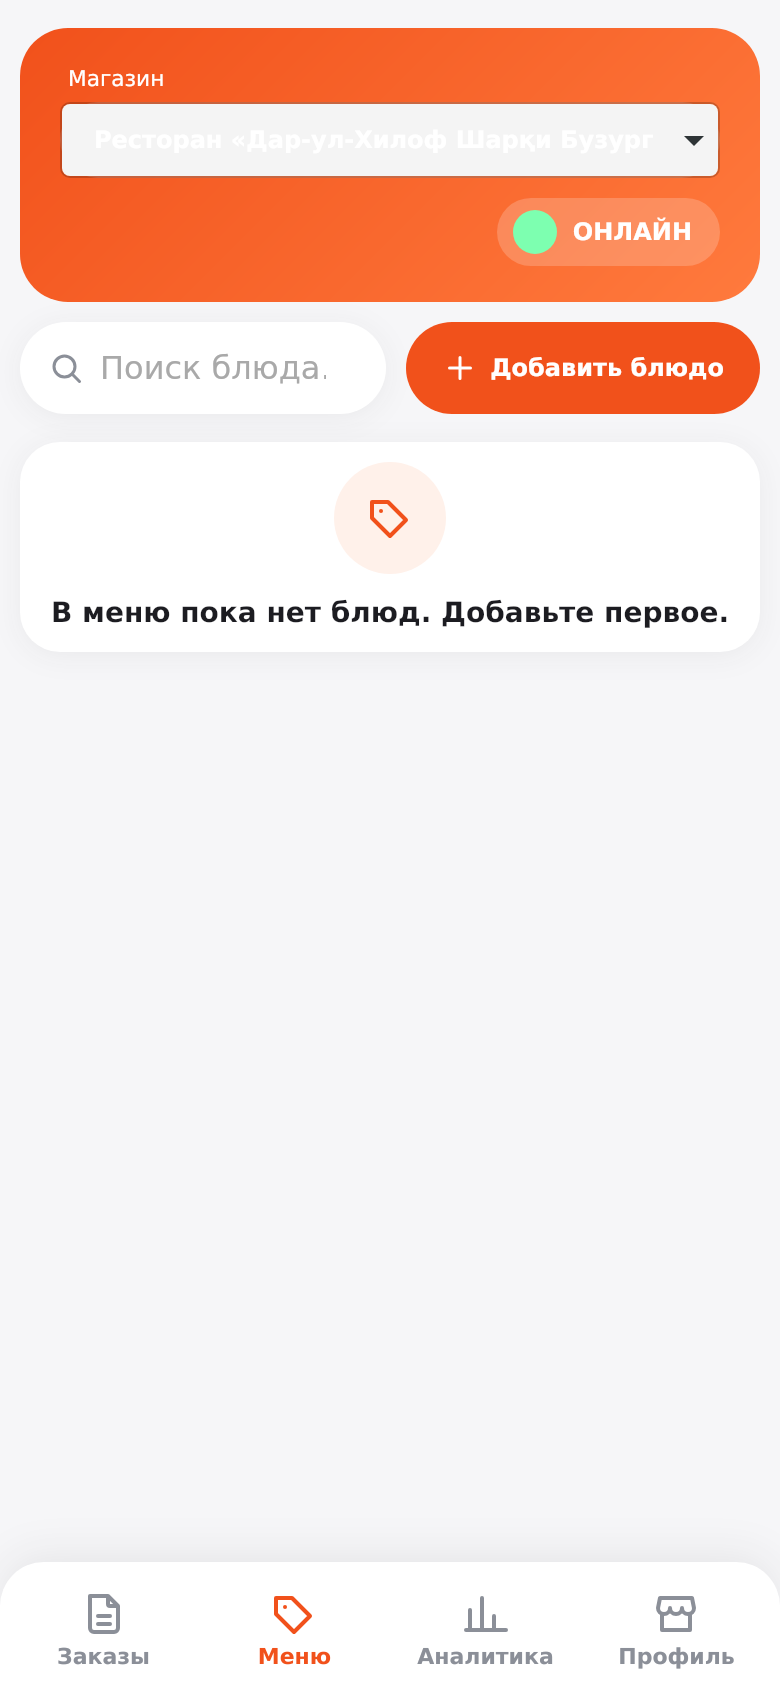 Магазин
Ресторан «Дар-ул-Хилоф Шарқи Бузург
ОНЛАЙН
Поиск блюда.
Добавить блюдо
В меню пока нет блюд. Добавьте первое.
Заказы
Меню
Аналитика
Профиль